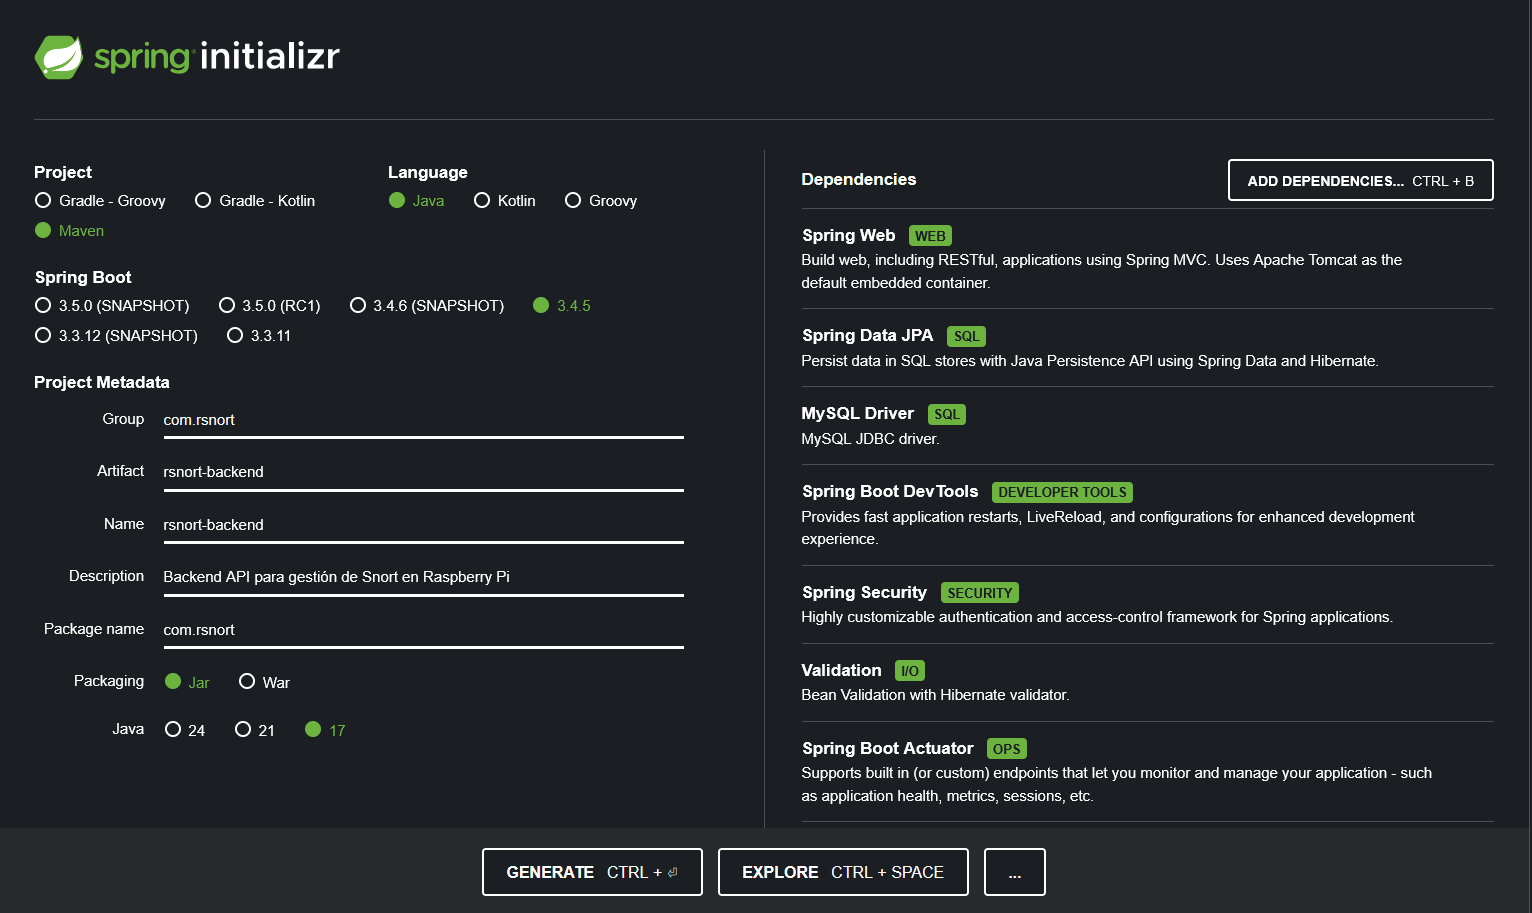 spring initializr
Project
Gradle - Groovy Gradle - Kotlin
Maven
Language
Java Kotlin Groovy
Spring Boot
3.5.0 (SNAPSHOT) 3.5.0 (RC1) 3.4.6 (SNAPSHOT) 3.4.5
3.3.12 (SNAPSHOT) 3.3.11
Project Metadata
Group com.rsnort
Artifact rsnort-backend
Name rsnort-backend
Description Backend API para gestión de Snort en Raspberry Pi
Package name com.rsnort
Packaging Jar War
Java 24 21 17
Dependencies
ADD DEPENDENCIES... CTRL + B
Spring Web WEB
Build web, including RESTful, applications using Spring MVC. Uses Apache Tomcat as the
default embedded container.
Spring Data JPA SQL
Persist data in SQL stores with Java Persistence API using Spring Data and Hibernate.
MySQL Driver SQL
MySQL JDBC driver.
Spring Boot DevTools DEVELOPER TOOLS
Provides fast application restarts, LiveReload, and configurations for enhanced development
experience.
Spring Security SECURITY
Highly customizable authentication and access-control framework for Spring applications.
Validation I/O
Bean Validation with Hibernate validator.
Spring Boot Actuator OPS
Supports built in (or custom) endpoints that let you monitor and manage your application - such
as application health, metrics, sessions, etc.
GENERATE CTRL + ⏎
EXPLORE CTRL + SPACE
...